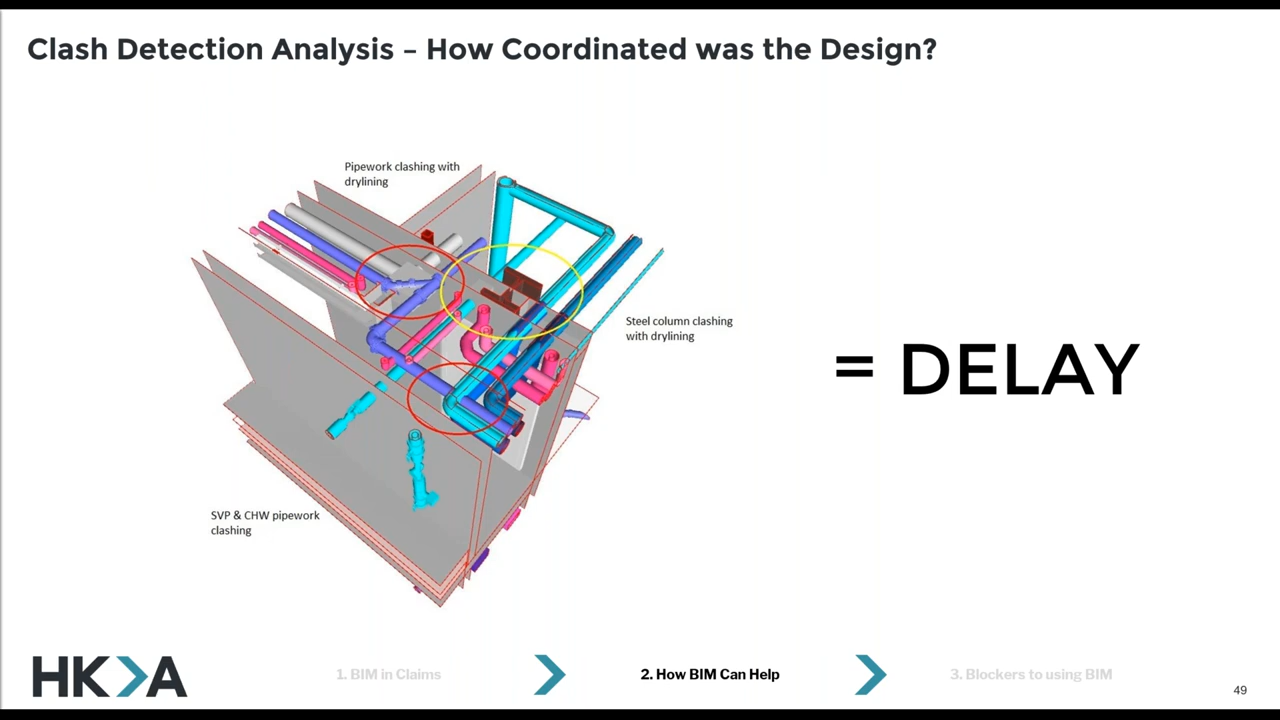 Clash Detection Analysis – How Coordinated was the Design?
Pipework clashing with
drylining
Steel column clashing
with drylining
= DELAY
SVP & CHW pipework
clashing
HKA
1. BIM in Claims
2. How BIM Can Help
3. Blockers to using BIM
49